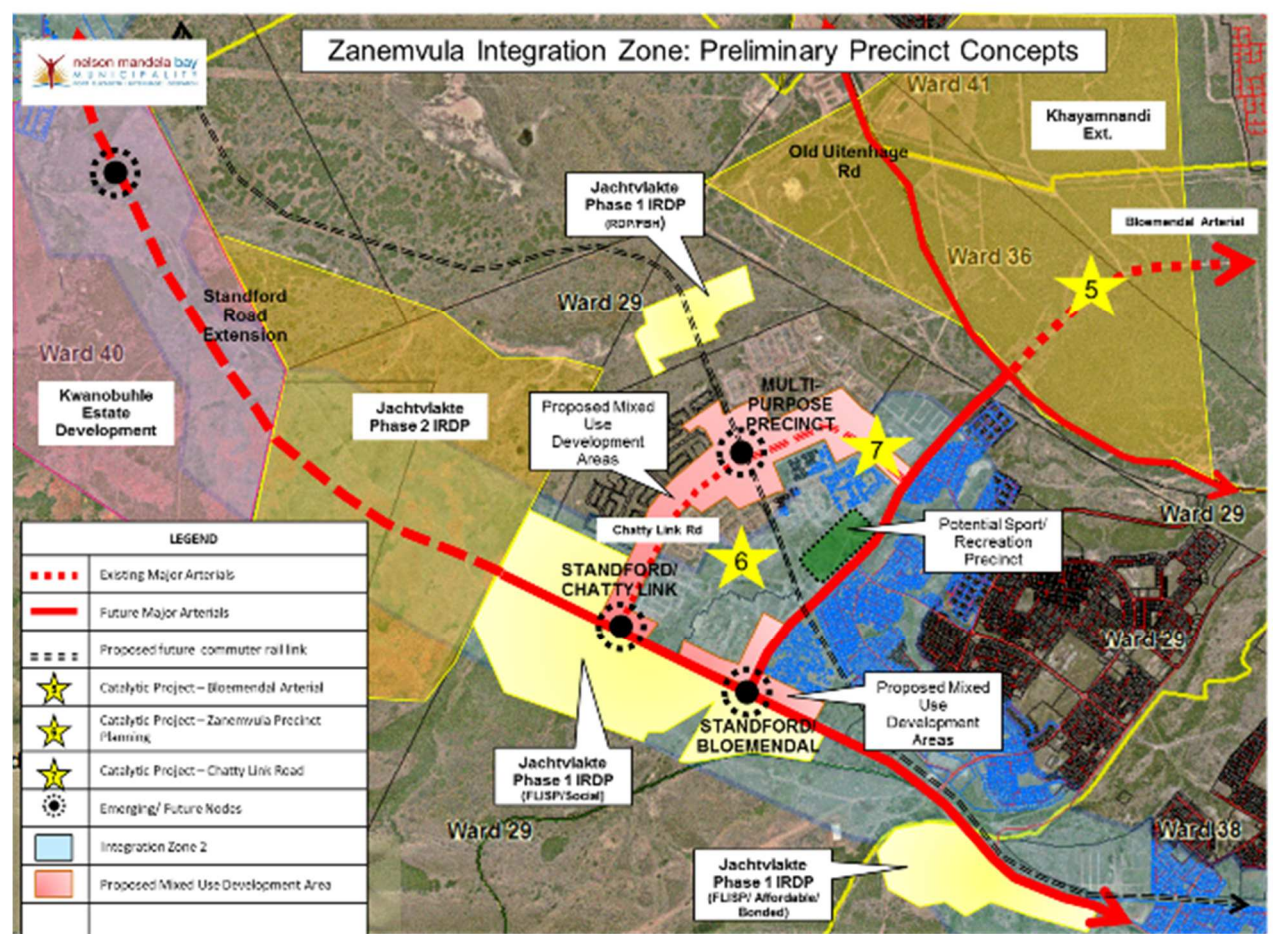 Zanemvula Integration Zone: Preliminary Precinct Concepts
nelson mandela bay
MUNICIPALITY
Ward 41
Khayamnandi
Ext.
Old Uitenhage
Rd
Jachtvlakte
Phase 1 IRDP
Bloemendal Arterial
Ward 36
5
Ward 29
Standford
Road
Extension
Ward 40
Kwanobuhle
Estate
Development
Jachtvlakte
Phase 2 IRDP
Proposed Mixed
Use
Development
Areas
MULTI-
PURPOSE
PRECINCT
7
Ward 29
Chatty Link Rd
Potential Sport/
Recreation
Precinct
6
STANDFORD/
CHATTY LINK
Ward 29
Proposed Mixed
Use
Development
Areas
STANDFORD/
BLOEMENDAL
Jachtvlakte
Phase 1 IRDP
(FLISP/Social)
Ward 29
Ward 38
Jachtvlakte
Phase 1 IRDP
(FLISP/ Affordable/
Bonded)
LEGEND
Existing Major Arterials
Future Major Arterials
Proposed future commuter rail link
Catalytic Project – Bloemendal Arterial
Catalytic Project – Zanemvula Precinct
Planning
Catalytic Project – Chatty Link Road
Emerging/ Future Nodes
Integration Zone 2
Proposed Mixed Use Development Area